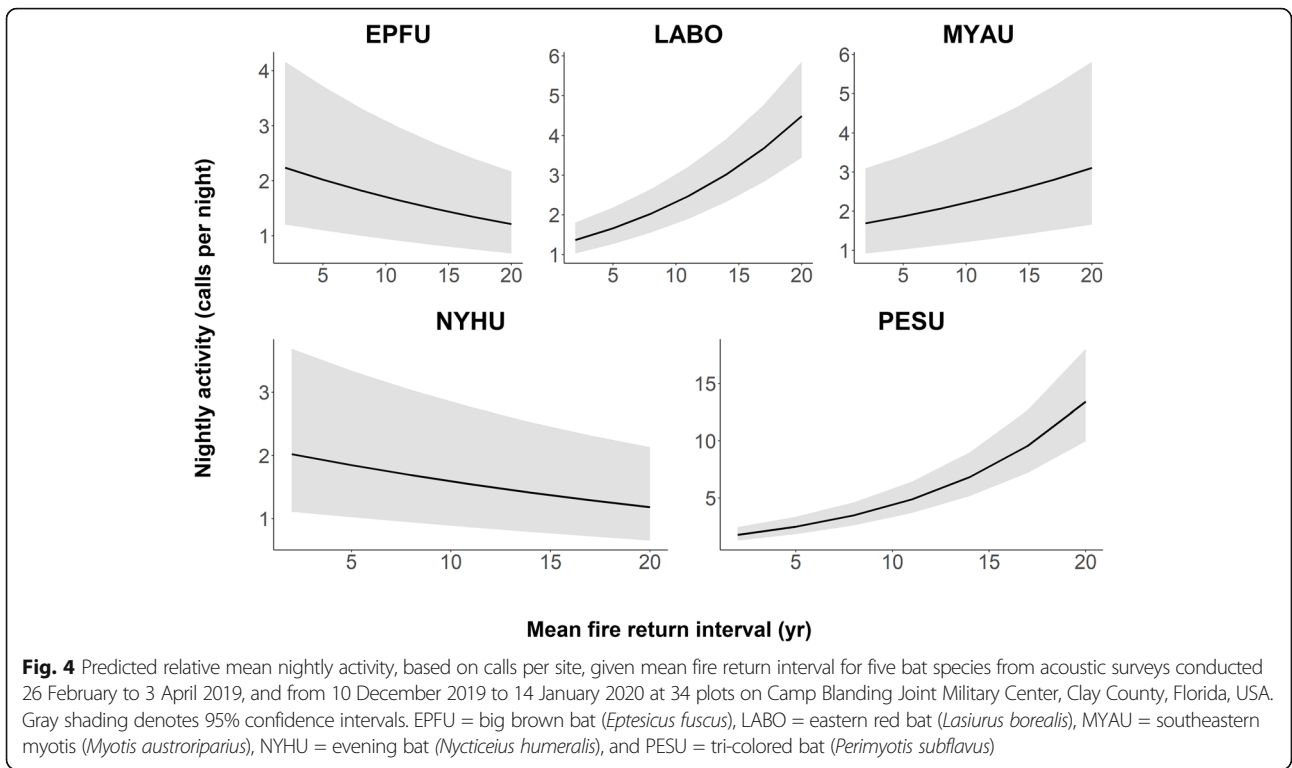 EPFU LABO MYAU
4
3
2
1
5 10 15 20
6
5
4
3
2
1
5 10 15 20
6
5
4
3
2
1
5 10 15 20
Nightly activity (calls per night)
NYHU PESU
3
2
1
5 10 15 20
15
10
5
5 10 15 20
Mean fire return interval (yr)
Fig. 4 Predicted relative mean nightly activity, based on calls per site, given mean fire return interval for five bat species from acoustic surveys conducted
26 February to 3 April 2019, and from 10 December 2019 to 14 January 2020 at 34 plots on Camp Blanding Joint Military Center, Clay County, Florida, USA.
Gray shading denotes 95% confidence intervals. EPFU = big brown bat (Eptesicus fuscus), LABO = eastern red bat (Lasiurus borealis), MYAU = southeastern
myotis (Myotis austroriparius), NYHU = evening bat (Nycticeius humeralis), and PESU = tri-colored bat (Perimyotis subflavus)